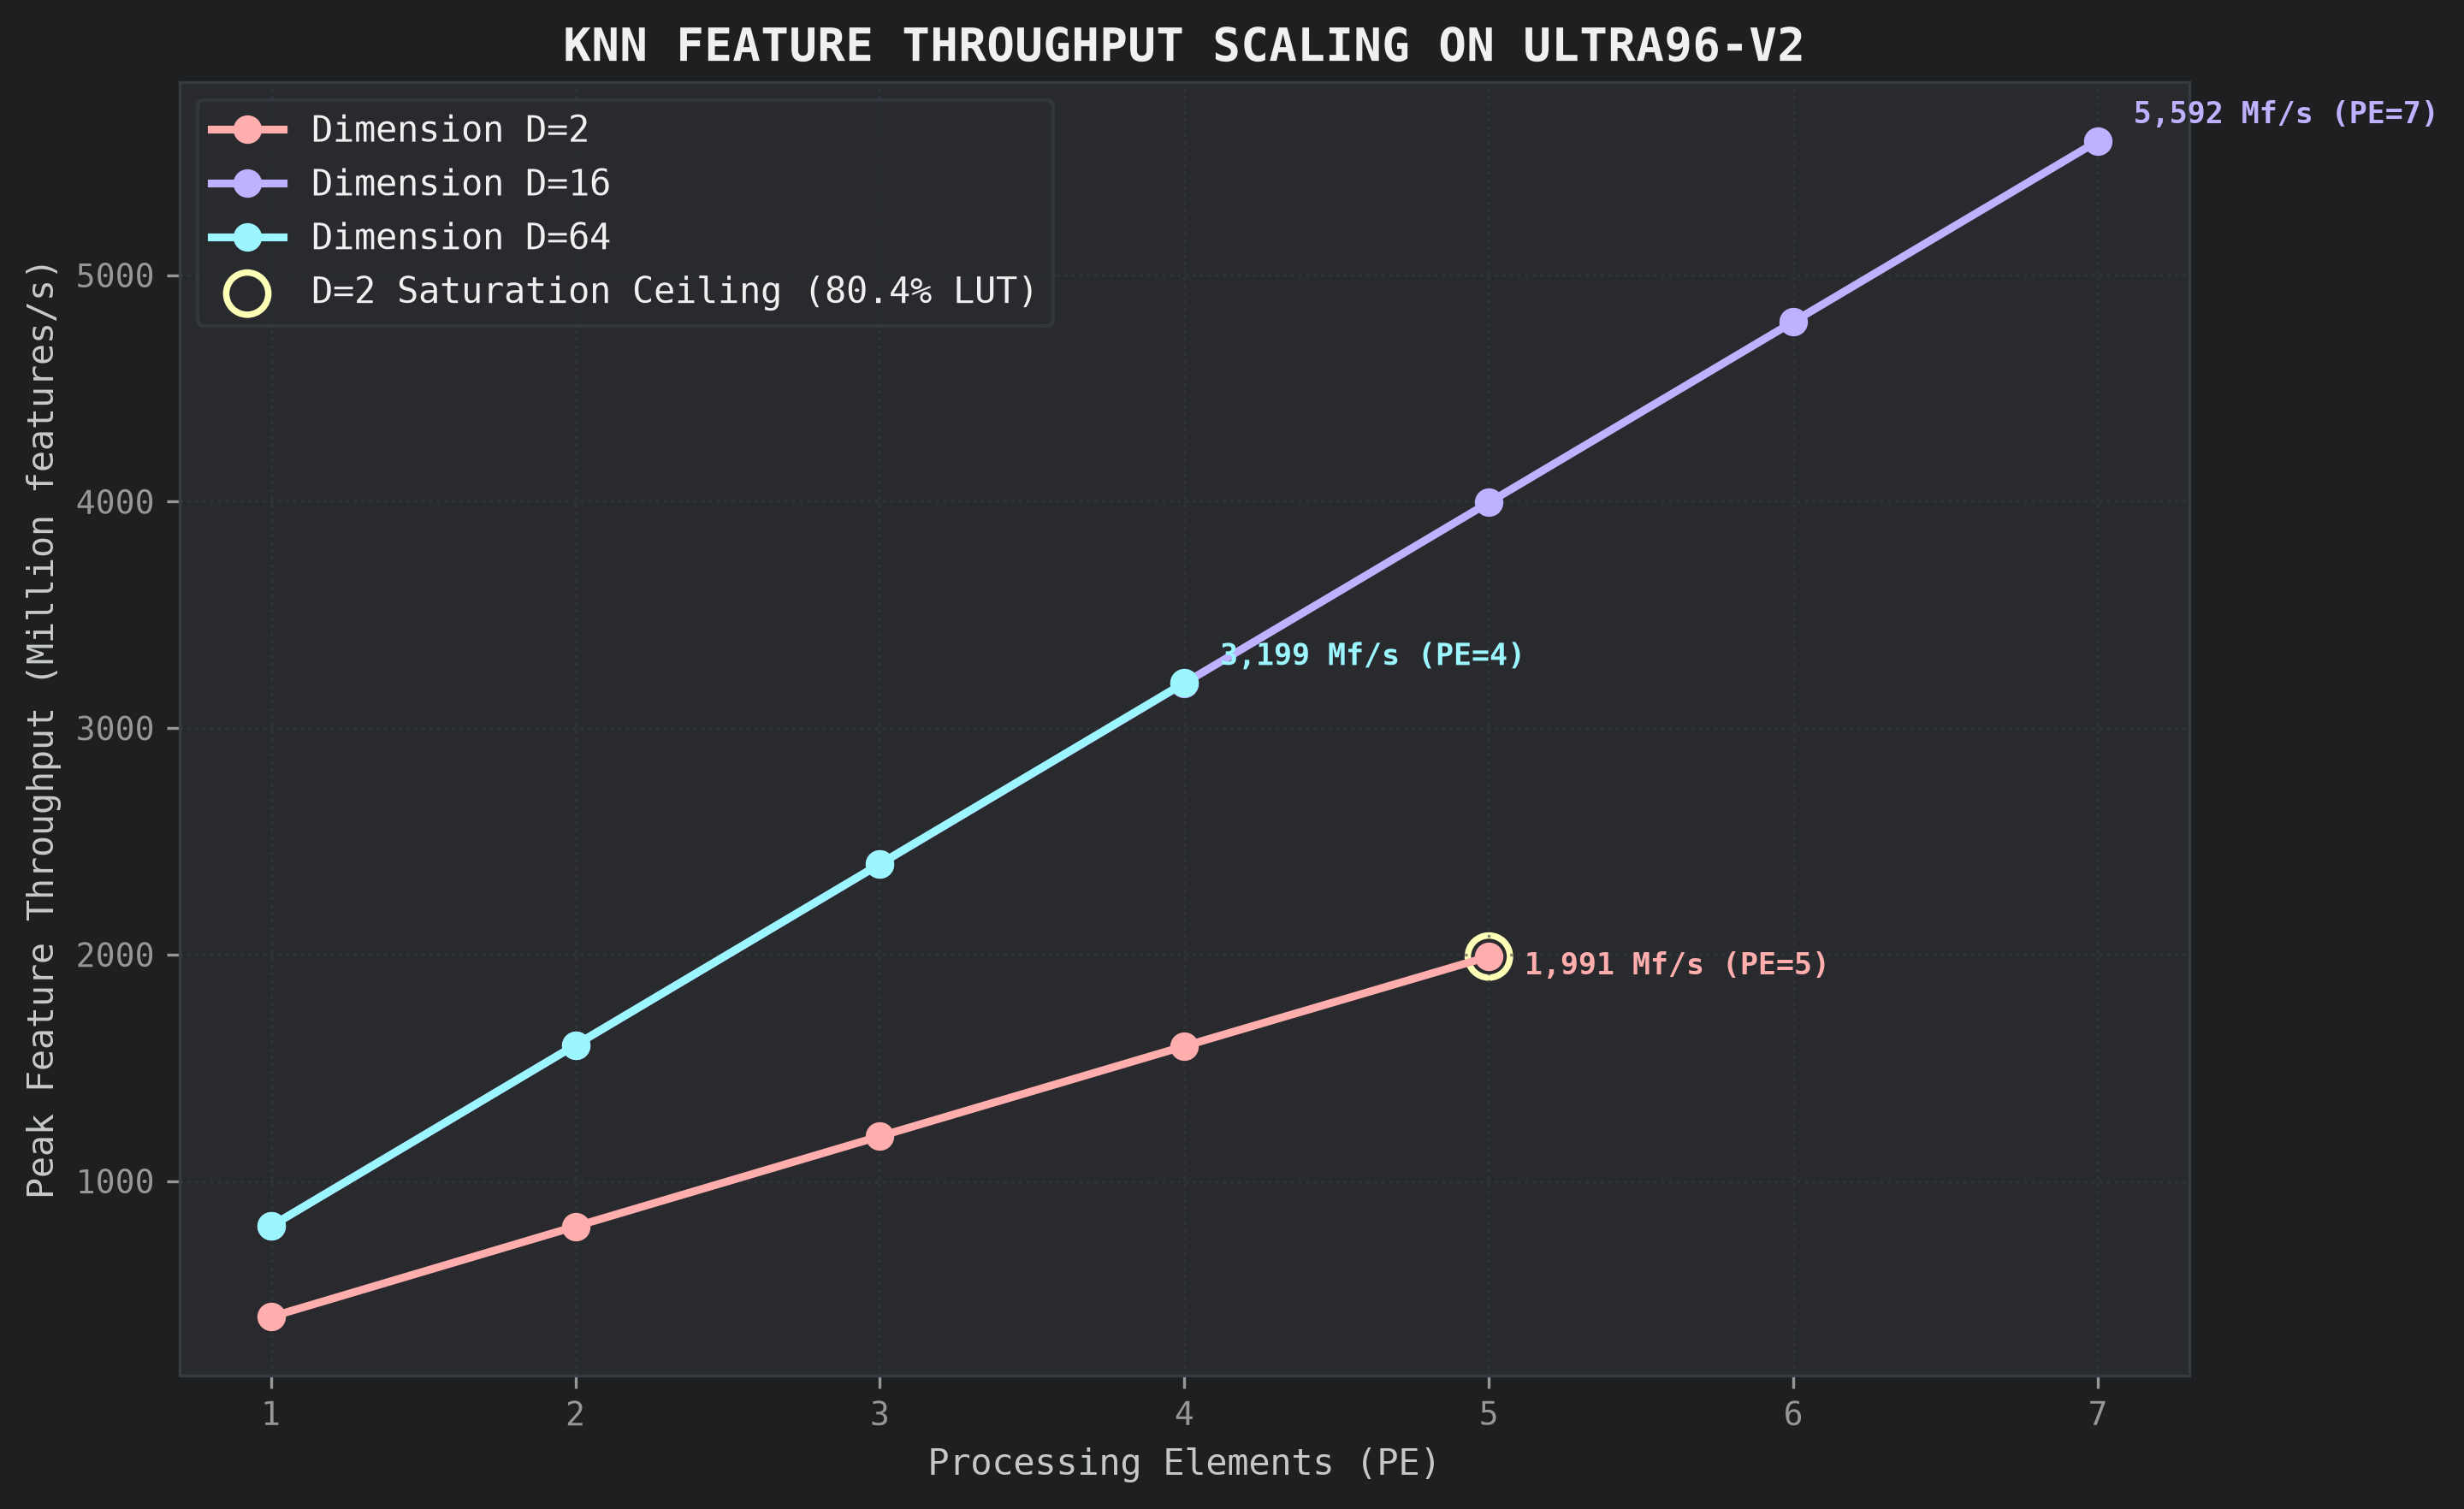 KNN FEATURE THROUGHPUT SCALING ON ULTRA96-V2
Dimension D=2
Dimension D=16
Dimension D=64
D=2 Saturation Ceiling (80.4% LUT)
5,592 Mf/s (PE=7)
3,199 Mf/s (PE=4)
1,991 Mf/s (PE=5)
Peak Feature Throughput (Million features/s)
5000
4000
3000
2000
1000
1 2 3 4 5 6 7
Processing Elements (PE)